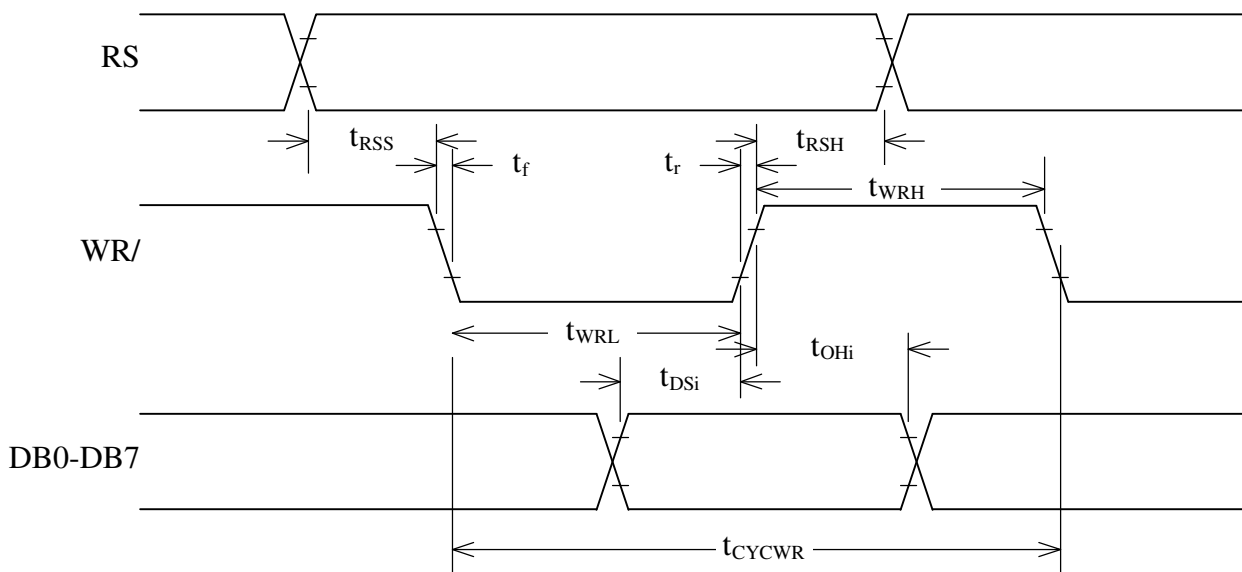 RS
tRSS
tRSH
tf
tr
tWRH
WR/
tWRL
tOHi
tDSi
DB0-DB7
tCYCWR